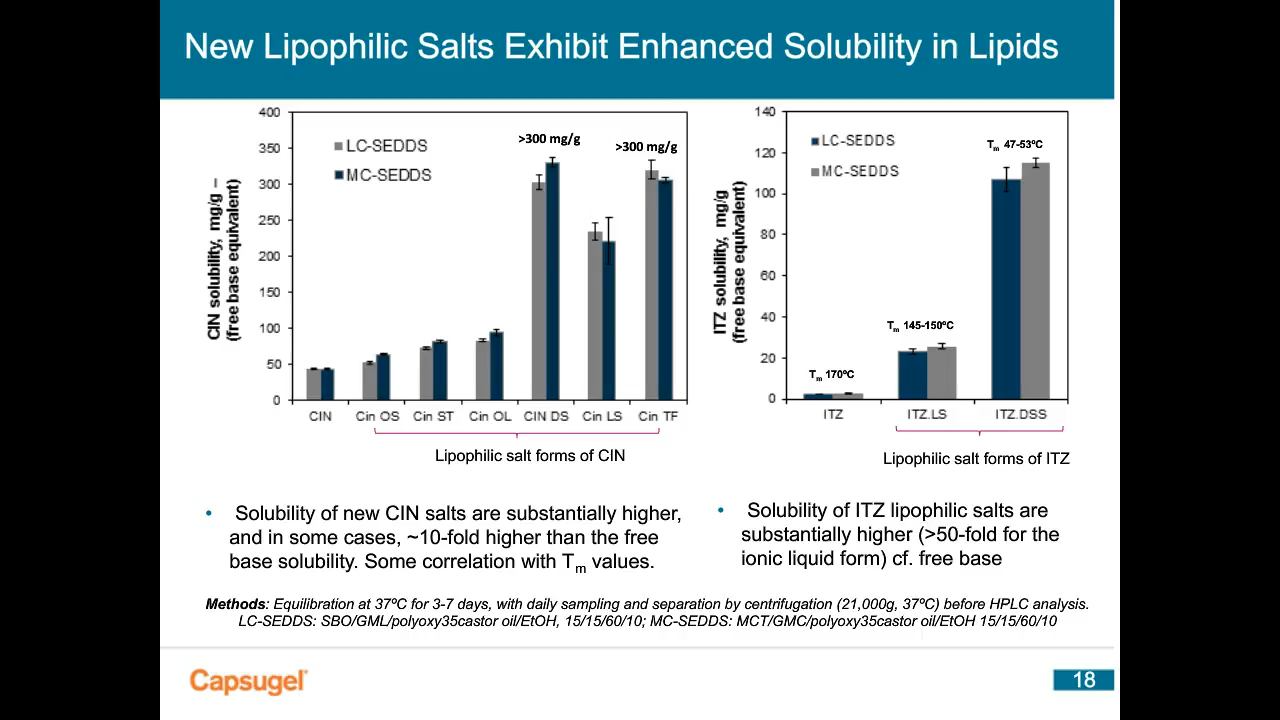 New Lipophilic Salts Exhibit Enhanced Solubility in Lipids
400
350
300
250
200
150
100
50
0
CIN solubility, mg/g –
(free base equivalent)
LC-SEDDS
MC-SEDDS
>300 mg/g
>300 mg/g
CIN
Cin OS
Cin ST
Cin OL
CIN DS
Cin LS
Cin TF
Lipophilic salt forms of CIN
140
120
100
80
60
40
20
0
ITZ solubility, mg/g
(free base equivalent)
LC-SEDDS
MC-SEDDS
Tm 47-53ºC
Tm 145-150ºC
Tm 170ºC
ITZ
ITZ.LS
ITZ.DSS
Lipophilic salt forms of ITZ
• Solubility of new CIN salts are substantially higher,
and in some cases, ~10-fold higher than the free
base solubility. Some correlation with Tm values.
• Solubility of ITZ lipophilic salts are
substantially higher (>50-fold for the
ionic liquid form) cf. free base
Methods: Equilibration at 37ºC for 3-7 days, with daily sampling and separation by centrifugation (21,000g, 37ºC) before HPLC analysis.
LC-SEDDS: SBO/GML/polyoxy35castor oil/EtOH, 15/15/60/10; MC-SEDDS: MCT/GMC/polyoxy35castor oil/EtOH 15/15/60/10
Capsugel
18